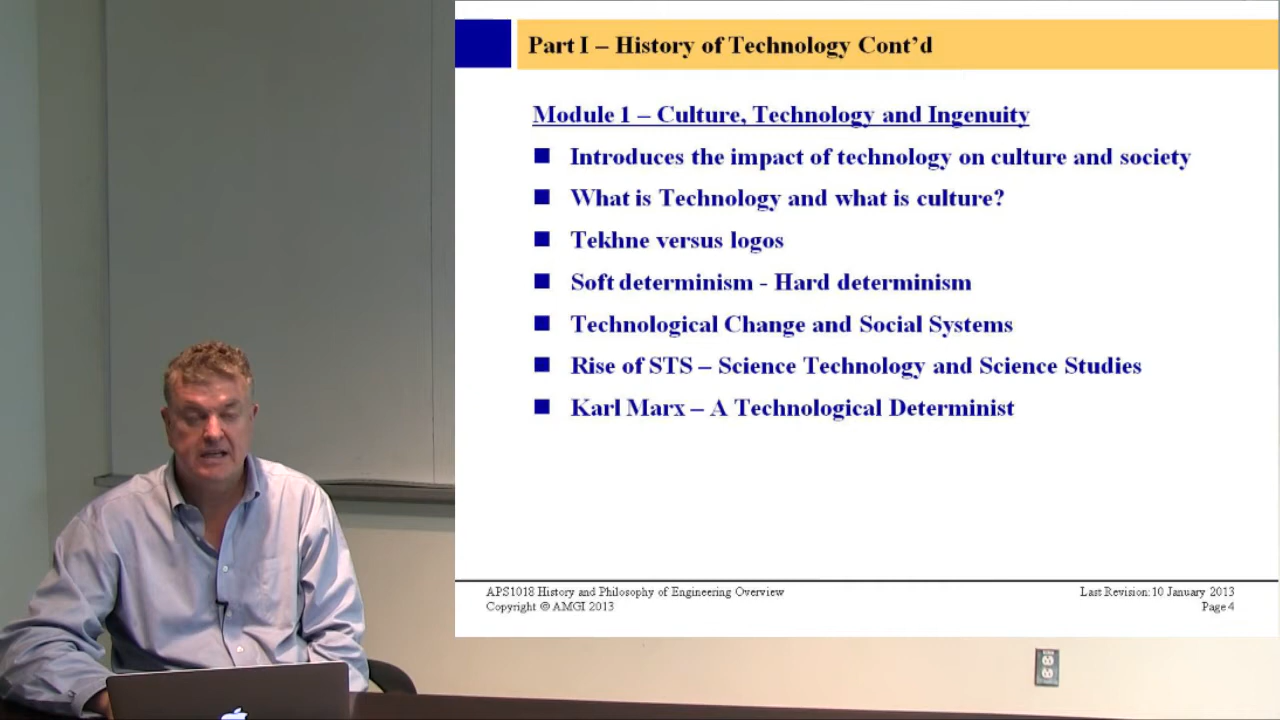 Part I – History of Technology Cont’d
Module 1 – Culture, Technology and Ingenuity
Introduces the impact of technology on culture and society
What is Technology and what is culture?
Tekhne versus logos
Soft determinism - Hard determinism
Technological Change and Social Systems
Rise of STS – Science Technology and Science Studies
Karl Marx – A Technological Determinist
APS1018 History and Philosophy of Engineering Overview
Last Revision:10 January 2013
Copyright @ AMGI 2013
Page 4